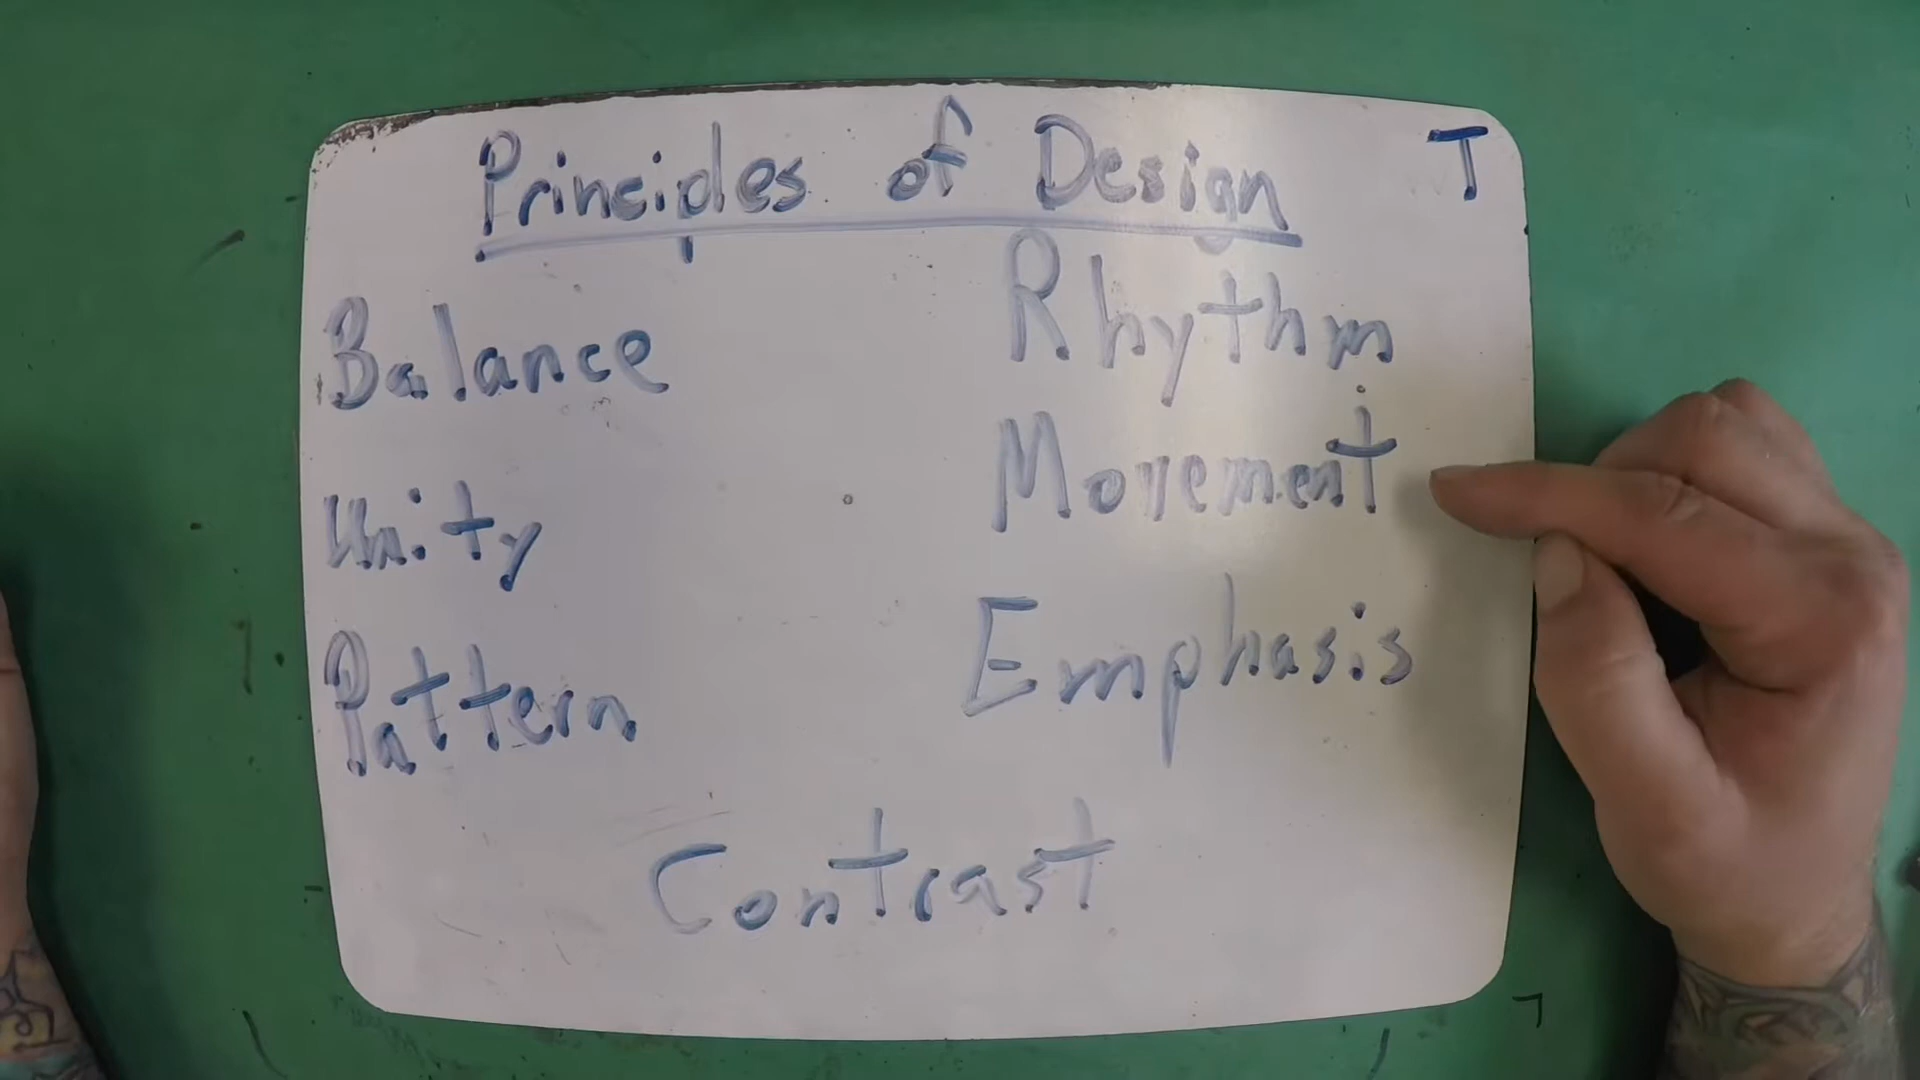 Principles of Design
T
Balance
Unity
Pattern
Rhythm
Movement
Emphasis
Contrast